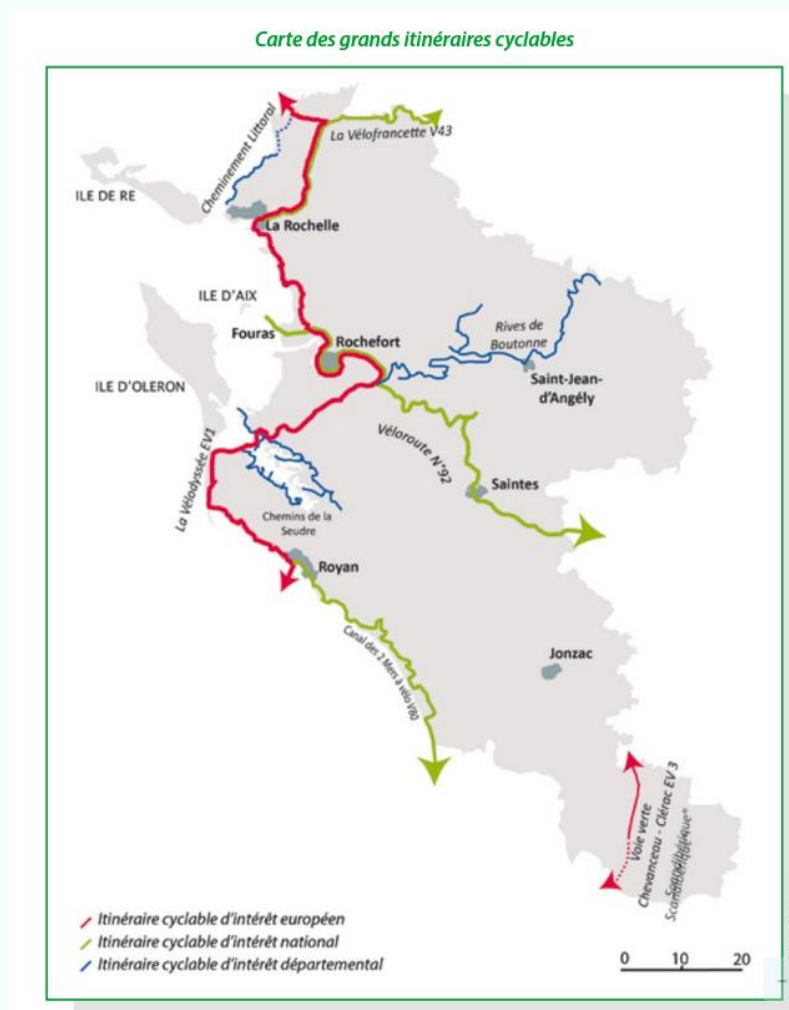 Carte des grands itinéraires cyclables
Cheminement Littoral
La Vélofrancette V43
ILE DE RE
La Rochelle
ILE D'AIX
Fouras
Rochefort
Rives de
Boutonne
ILE D'OLERON
Saint-Jean-
d'Angély
La Vélodyssée EV1
Véloroute N°92
Saintes
Chemins de la
Seudre
Royan
Canal des 2 Mers à vélo V80
Jonzac
Voie verte
Chevanceau - Clérac EV 3
Scandibérique"
Itinéraire cyclable d'intérêt européen
Itinéraire cyclable d'intérêt national
Itinéraire cyclable d'intérêt départemental
0 10 20